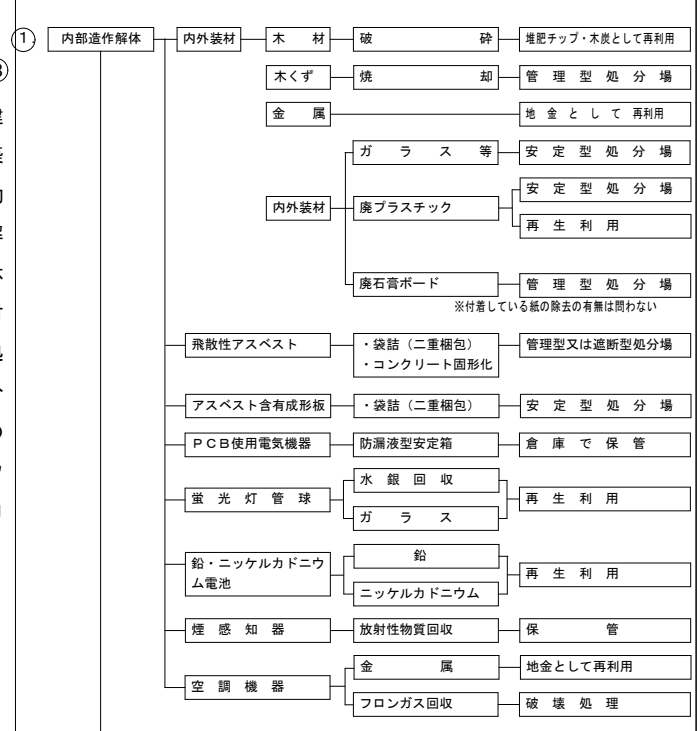 ①. 内部造作解体 内外装材 木 材 破 砕 堆肥チップ・木炭として再利用
木くず 焼 却 管 理 型 処 分 場
金 属 地 金 と し て 再利用
ガ ラ ス 等 安 定 型 処 分 場
内外装材 廃プラスチック 安 定 型 処 分 場
再 生 利 用
廃石膏ボード 管 理 型 処 分 場
※付着している紙の除去の有無は問わない
飛散性アスベスト ・袋詰（二重梱包） 管理型又は遮断型処分場
・コンクリート固形化
アスベスト含有成形板 ・袋詰（二重梱包） 安 定 型 処 分 場
ＰＣＢ使用電気機器 防漏液型安定箱 倉 庫 で 保 管
蛍 光 灯 管 球 水 銀 回 収 再 生 利 用
ガ ラ ス
鉛・ニッケルカドニウ
ム電池
鉛 再 生 利 用
ニッケルカドニウム
煙 感 知 器 放射性物質回収 保 管
空 調 機 器 金 属 地金として再利用
フロンガス回収 破 壊 処 理